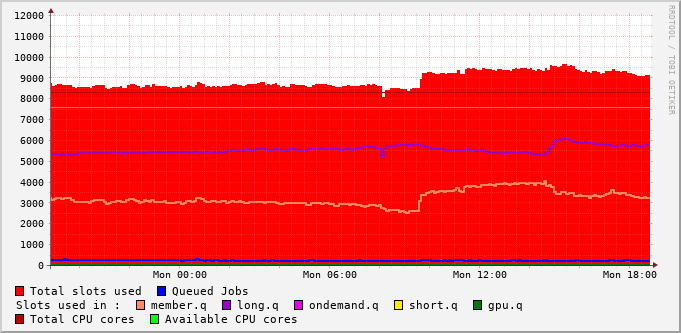 RRDTOOL / TOBI OETIKER
12000
11000
10000
9000
8000
7000
6000
5000
4000
3000
2000
1000
0
Mon 00:00 Mon 06:00 Mon 12:00 Mon 18:00
Total slots used Queued Jobs
Slots used in : member.q long.q ondemand.q short.q gpu.q
Total CPU cores Available CPU cores